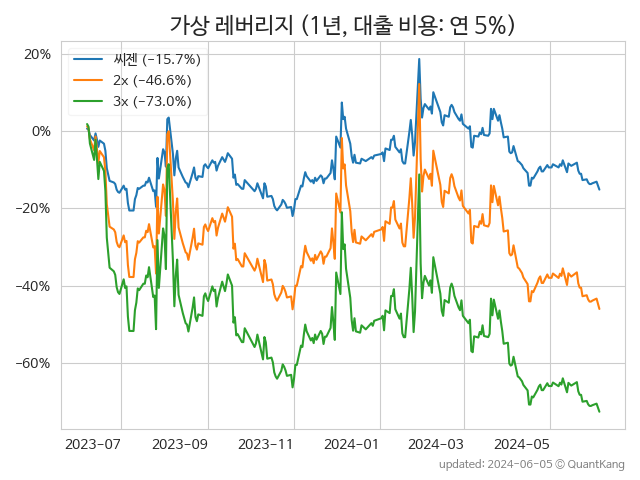 가상 레버리지 (1년, 대출 비용: 연 5%)
20%
0%
−20%
−40%
−60%
씨젠 (−15.7%)
2x (−46.6%)
3x (−73.0%)
2023-07
2023-09
2023-11
2024-01
2024-03
2024-05
updated: 2024-06-05 © QuantKang